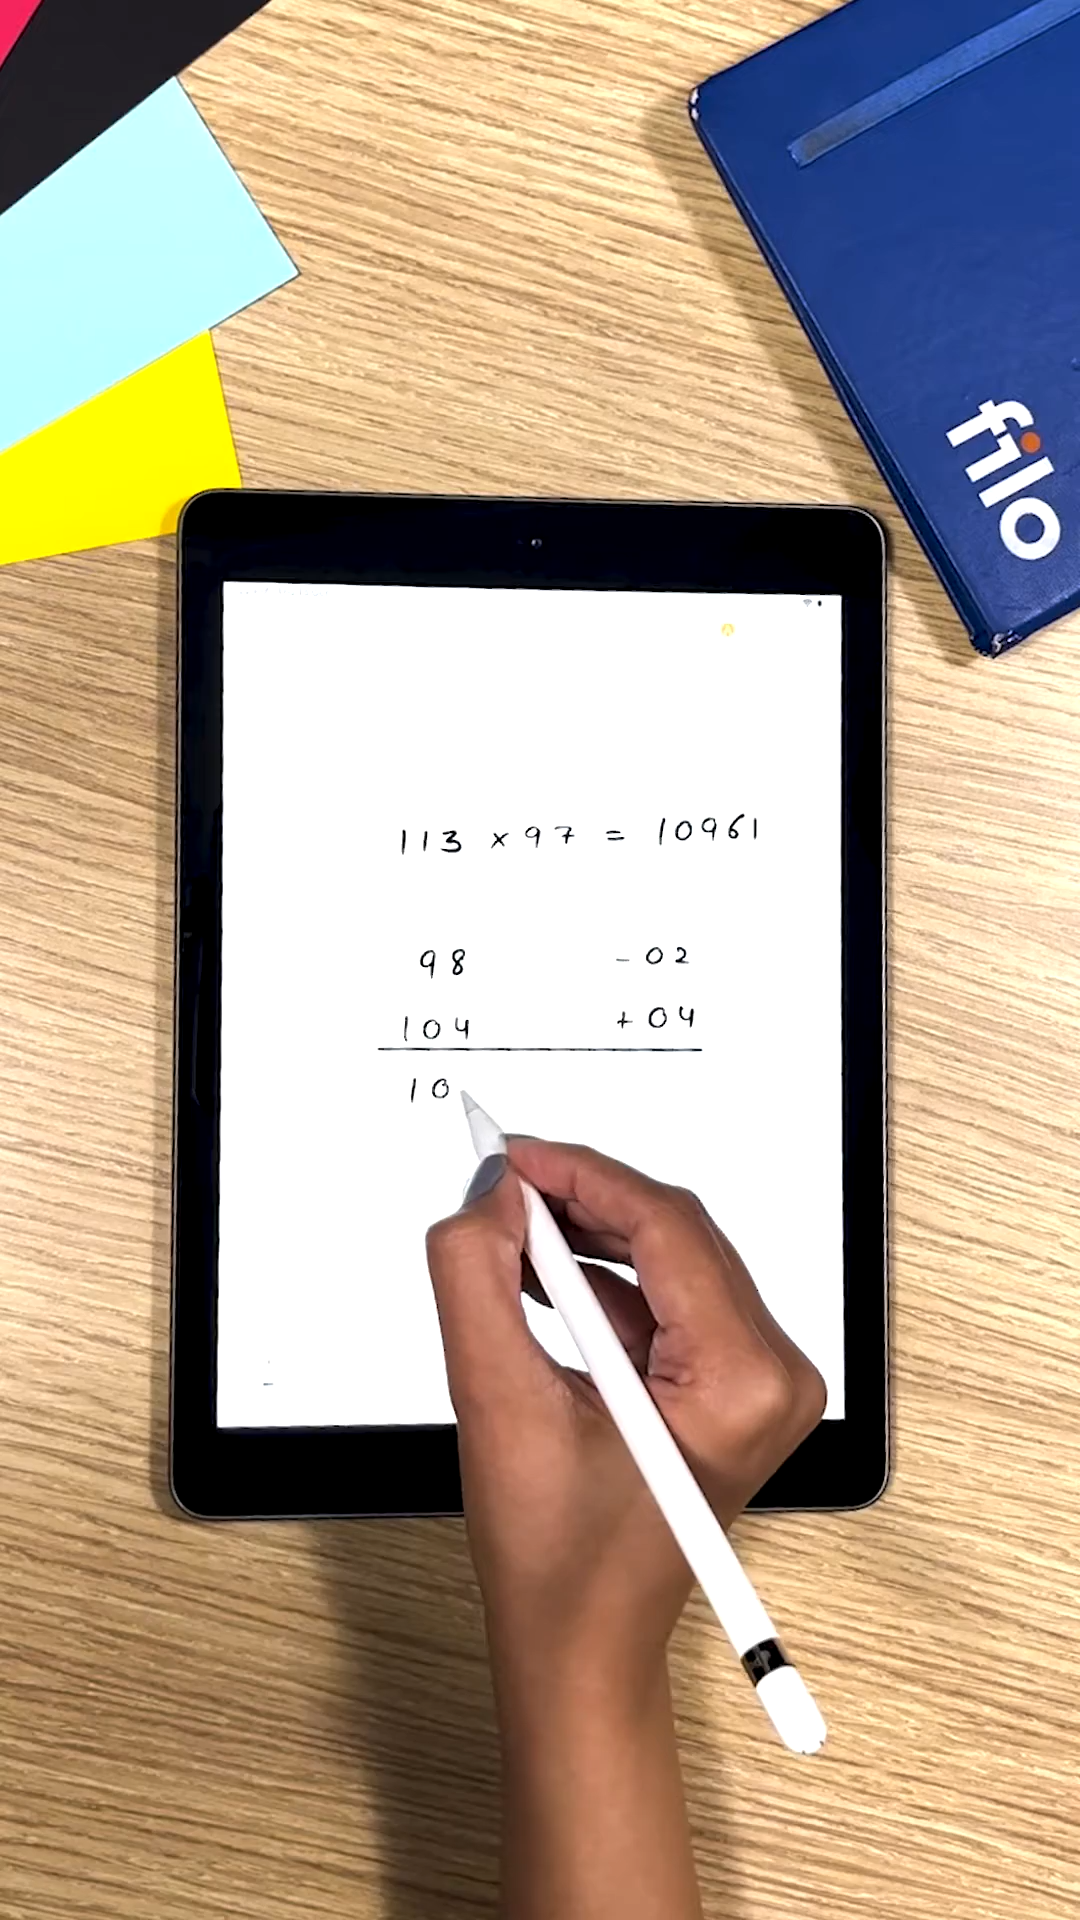 filo
113 × 97 = 10961
98 - 02
104 + 04
10